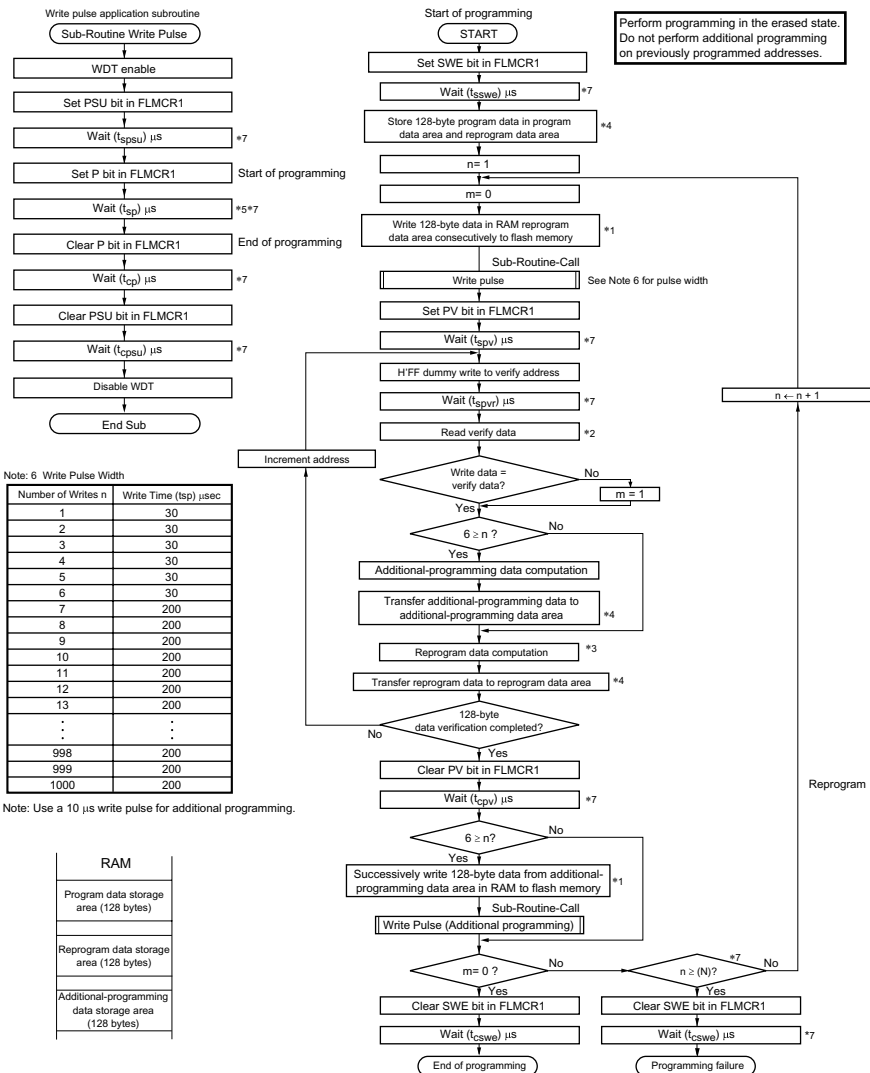 Write pulse application subroutine
Sub-Routine Write Pulse
WDT enable
Set PSU bit in FLMCR1
Wait (tspsu) μs
*7
Set P bit in FLMCR1
Start of programming
Wait (tsp) μs
*5*7
Clear P bit in FLMCR1
End of programming
Wait (tcp) μs
*7
Clear PSU bit in FLMCR1
Wait (tcpsu) μs
*7
Disable WDT
End Sub
Note: 6 Write Pulse Width
Number of Writes n Write Time (tsp) μsec
1 30
2 30
3 30
4 30
5 30
6 30
7 200
8 200
9 200
10 200
11 200
12 200
13 200
998 200
999 200
1000 200
Note: Use a 10 μs write pulse for additional programming.
RAM
Program data storage
area (128 bytes)
Reprogram data storage
area (128 bytes)
Additional-programming
data storage area
(128 bytes)
Start of programming
START
Set SWE bit in FLMCR1
Wait (tsswe) μs
*7
Store 128-byte program data in program
data area and reprogram data area
*4
n= 1
m= 0
Write 128-byte data in RAM reprogram
data area consecutively to flash memory
*1
Sub-Routine-Call
Write pulse
See Note 6 for pulse width
Set PV bit in FLMCR1
Wait (tspv) μs
*7
H'FF dummy write to verify address
Wait (tspvr) μs
*7
Read verify data
*2
Increment address
Write data =
verify data?
No
m = 1
Yes
6 ≥ n ?
No
Yes
Additional-programming data computation
Transfer additional-programming data to
additional-programming data area
*4
Reprogram data computation
*3
Transfer reprogram data to reprogram data area
*4
128-byte
data verification completed?
No
Yes
Clear PV bit in FLMCR1
Wait (tcpv) μs
*7
6 ≥ n?
No
Yes
Successively write 128-byte data from additional-
programming data area in RAM to flash memory
*1
Sub-Routine-Call
Write Pulse (Additional programming)
m= 0 ?
No
Yes
Clear SWE bit in FLMCR1
Wait (tcswe) μs
End of programming
*7
n ≥ (N)?
No
Yes
Clear SWE bit in FLMCR1
Wait (tcswe) μs
*7
Programming failure
n ← n + 1
Reprogram
Perform programming in the erased state.
Do not perform additional programming
on previously programmed addresses.